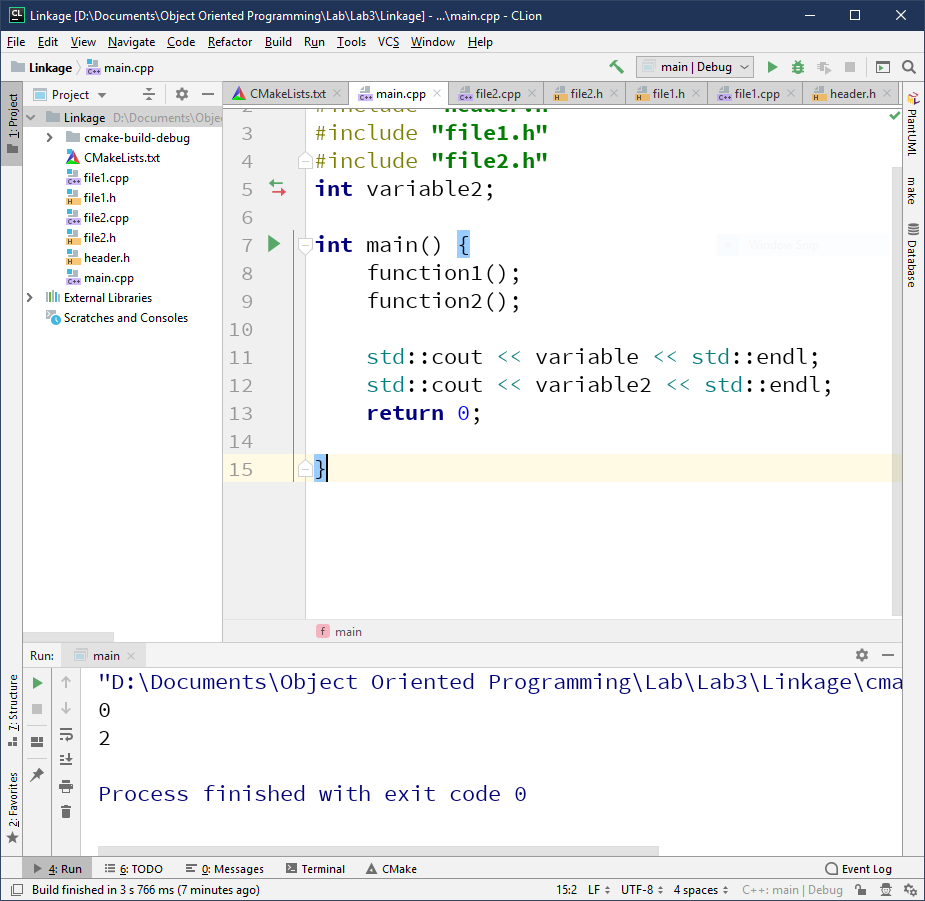 CL Linkage [D:\Documents\Object Oriented Programming\Lab\Lab3\Linkage] - ...\main.cpp - CLion
File Edit View Navigate Code Refactor Build Run Tools VCS Window Help
Linkage main.cpp main | Debug
1: Project
Project
CMakeLists.txt main.cpp file2.cpp file2.h file1.h file1.cpp header.h
Linkage D:\Documents\Obje
cmake-build-debug
CMakeLists.txt
file1.cpp
file1.h
file2.cpp
file2.h
header.h
main.cpp
External Libraries
Scratches and Consoles
2 #include "header.h"
3 #include "file1.h"
4 #include "file2.h"
5 int variable2;
6
7 int main() {
8 function1();
9 function2();
10
11 std::cout << variable << std::endl;
12 std::cout << variable2 << std::endl;
13 return 0;
14
15 }
Window Snip
f main
PlantUML
make
Database
Run: main
7: Structure
2: Favorites
"D:\Documents\Object Oriented Programming\Lab\Lab3\Linkage\cma
0
2
Process finished with exit code 0
4: Run 6: TODO 0: Messages Terminal CMake Event Log
Build finished in 3 s 766 ms (7 minutes ago) 15:2 LF UTF-8 4 spaces C++: main | Debug